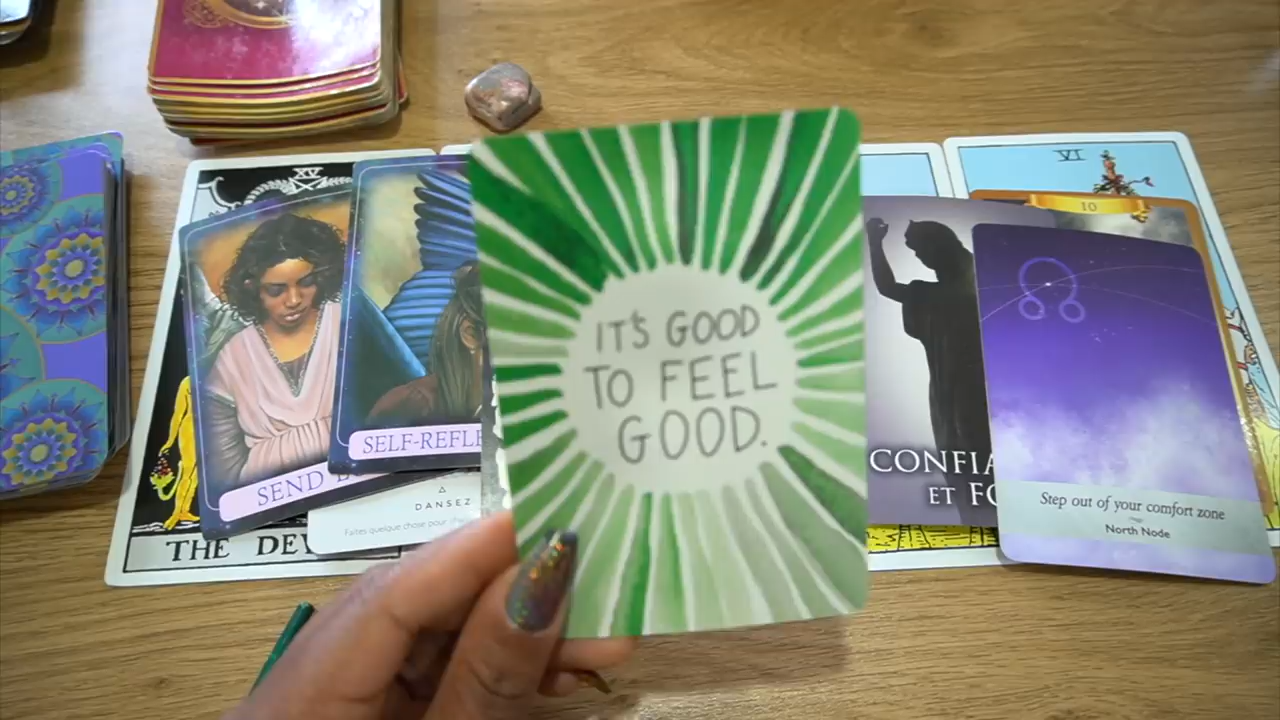 XV
SEND
SELF-REFLE
DANSEZ
Faites quelque chose pour
THE DEV
IT'S GOOD
TO FEEL
GOOD.
CONFIA
ET FO
VI
10
Step out of your comfort zone
North Node